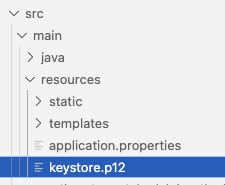 src
main
java
resources
static
templates
application.properties
keystore.p12